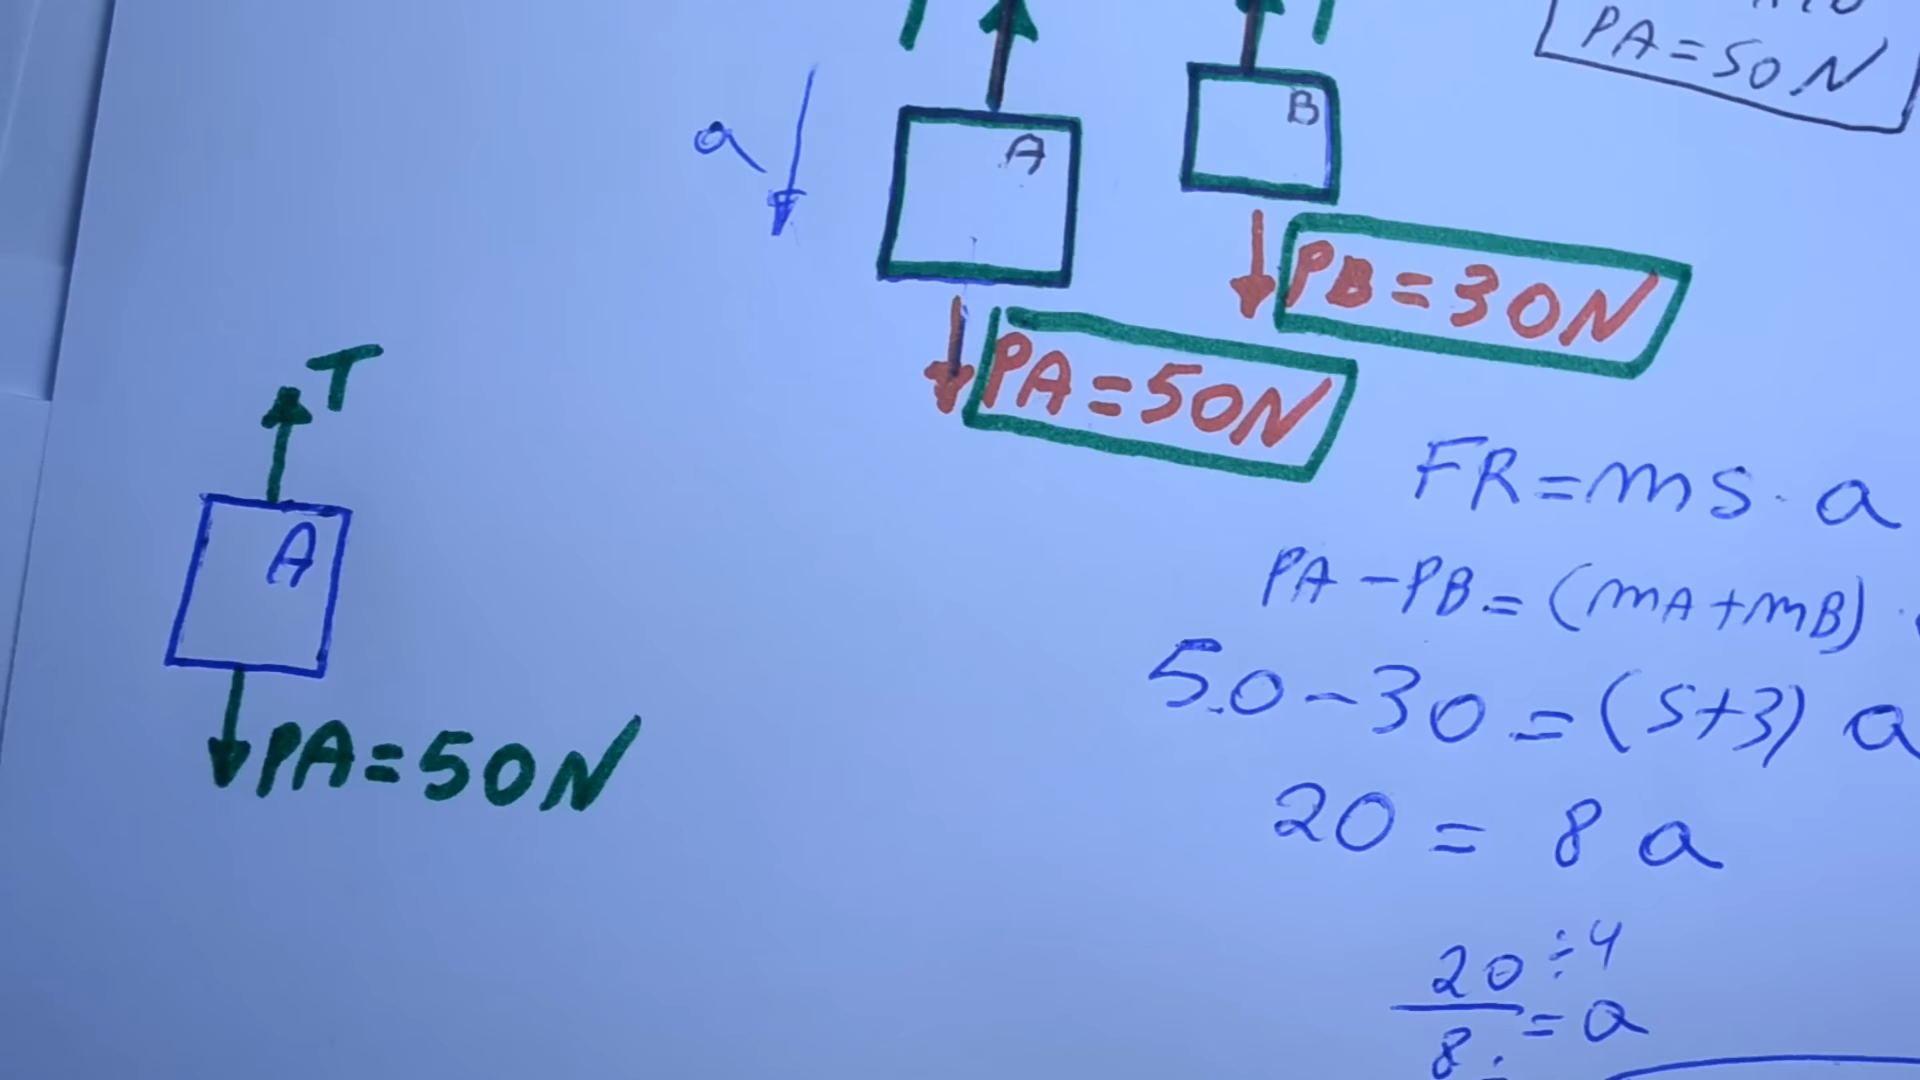 PA=50N
a
A
B
PB=30N
PA=50N
T
A
PA=50N
FR=mS.a
PA-PB=(mA+mB)
50-30=(5+3) a
20 = 8 a
20÷4
8
=a